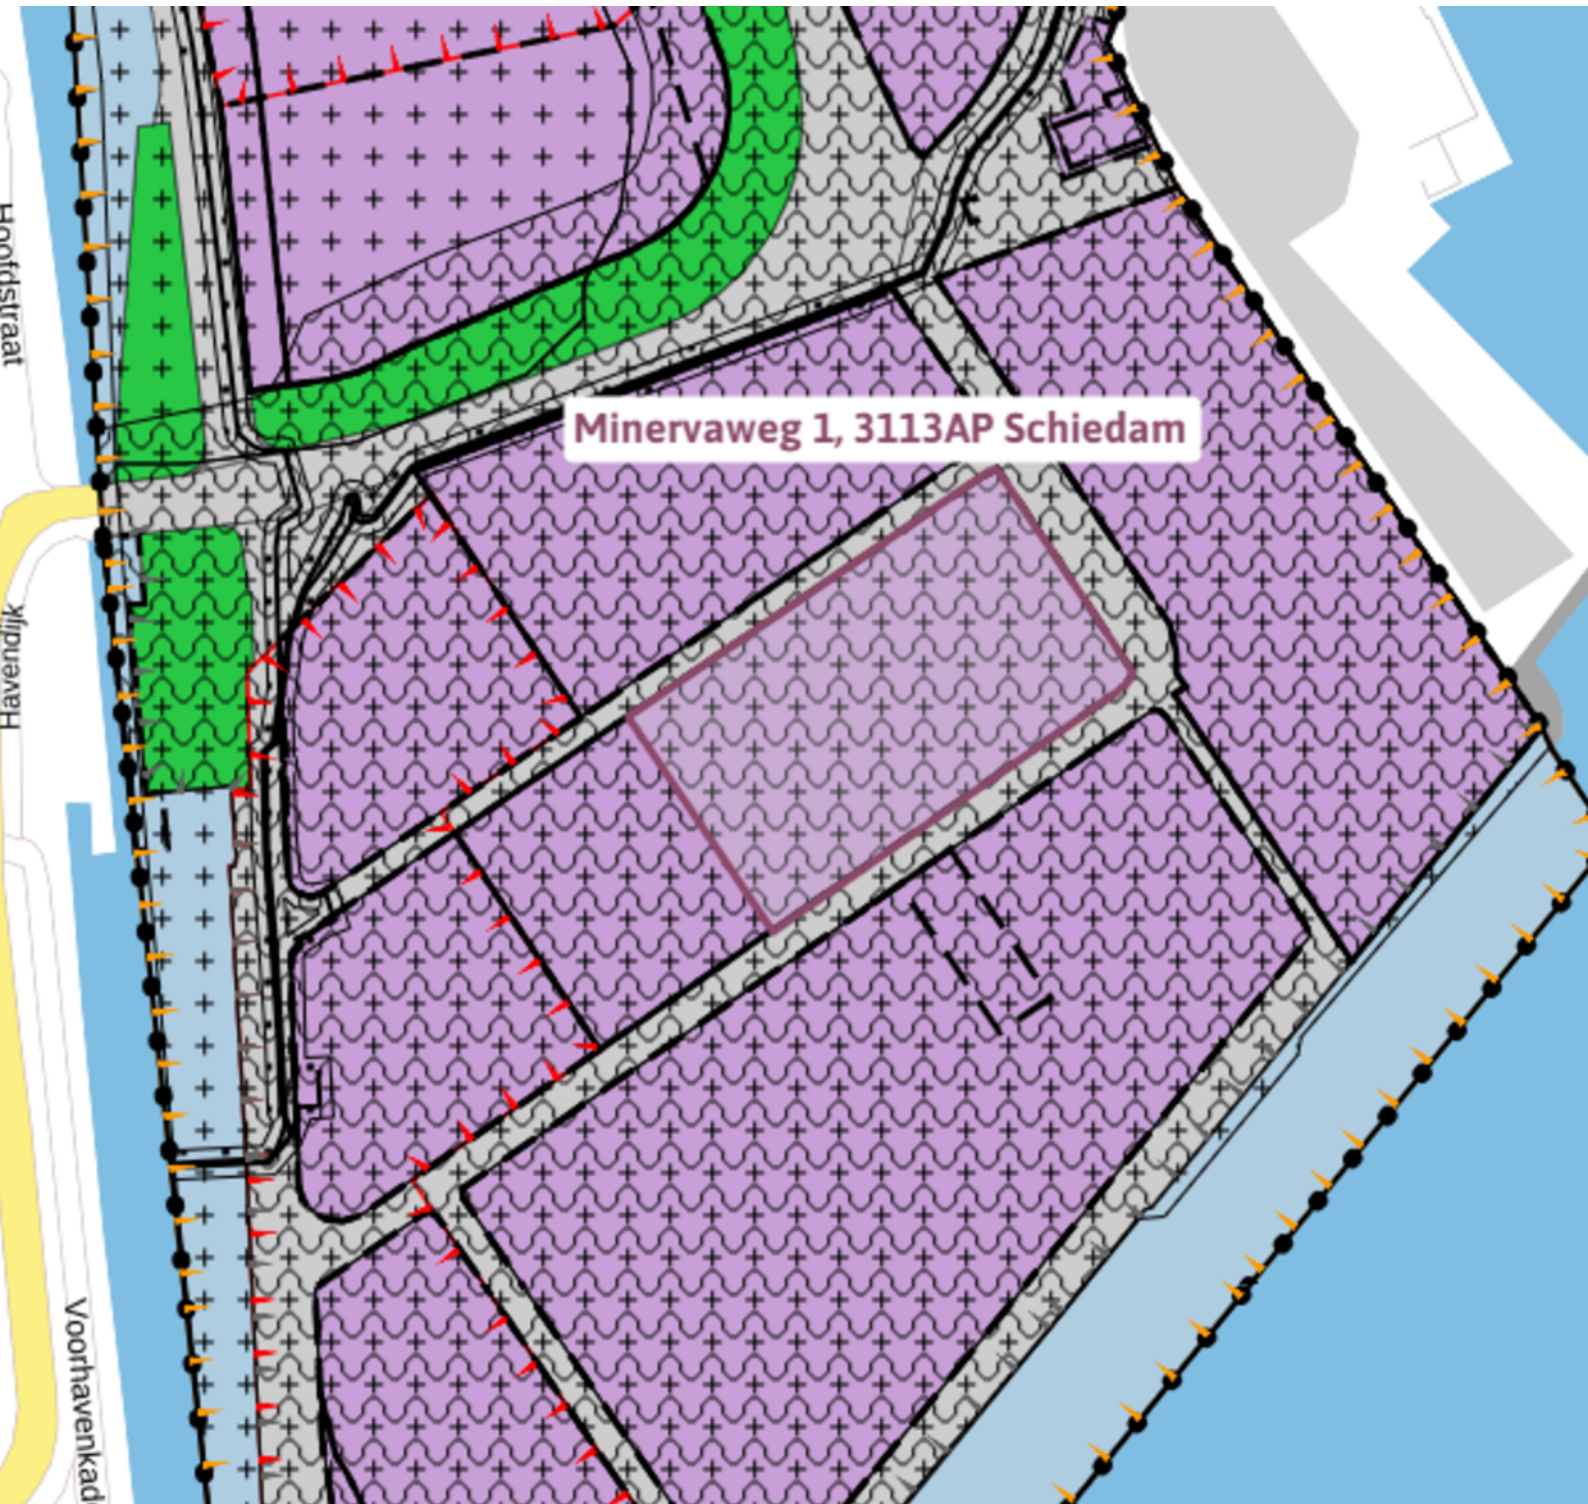 Hoofdstraat
Minervaweg 1, 3113AP Schiedam
Havendijk
Voorhavenkad